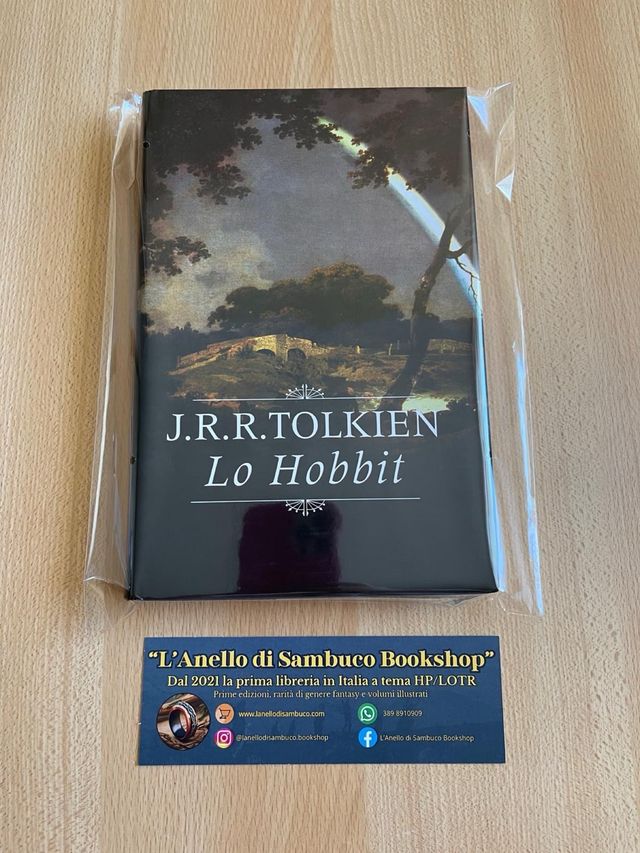 J.R.R.TOLKIEN
Lo Hobbit
“L’Anello di Sambuco Bookshop”
Dal 2021 la prima libreria in Italia a tema HP/LOTR
Prime edizioni, rarità di genere fantasy e volumi illustrati
www.lanellodisambuco.com
389 8910909
@lanellodisambuco.bookshop
L'Anello di Sambuco Bookshop